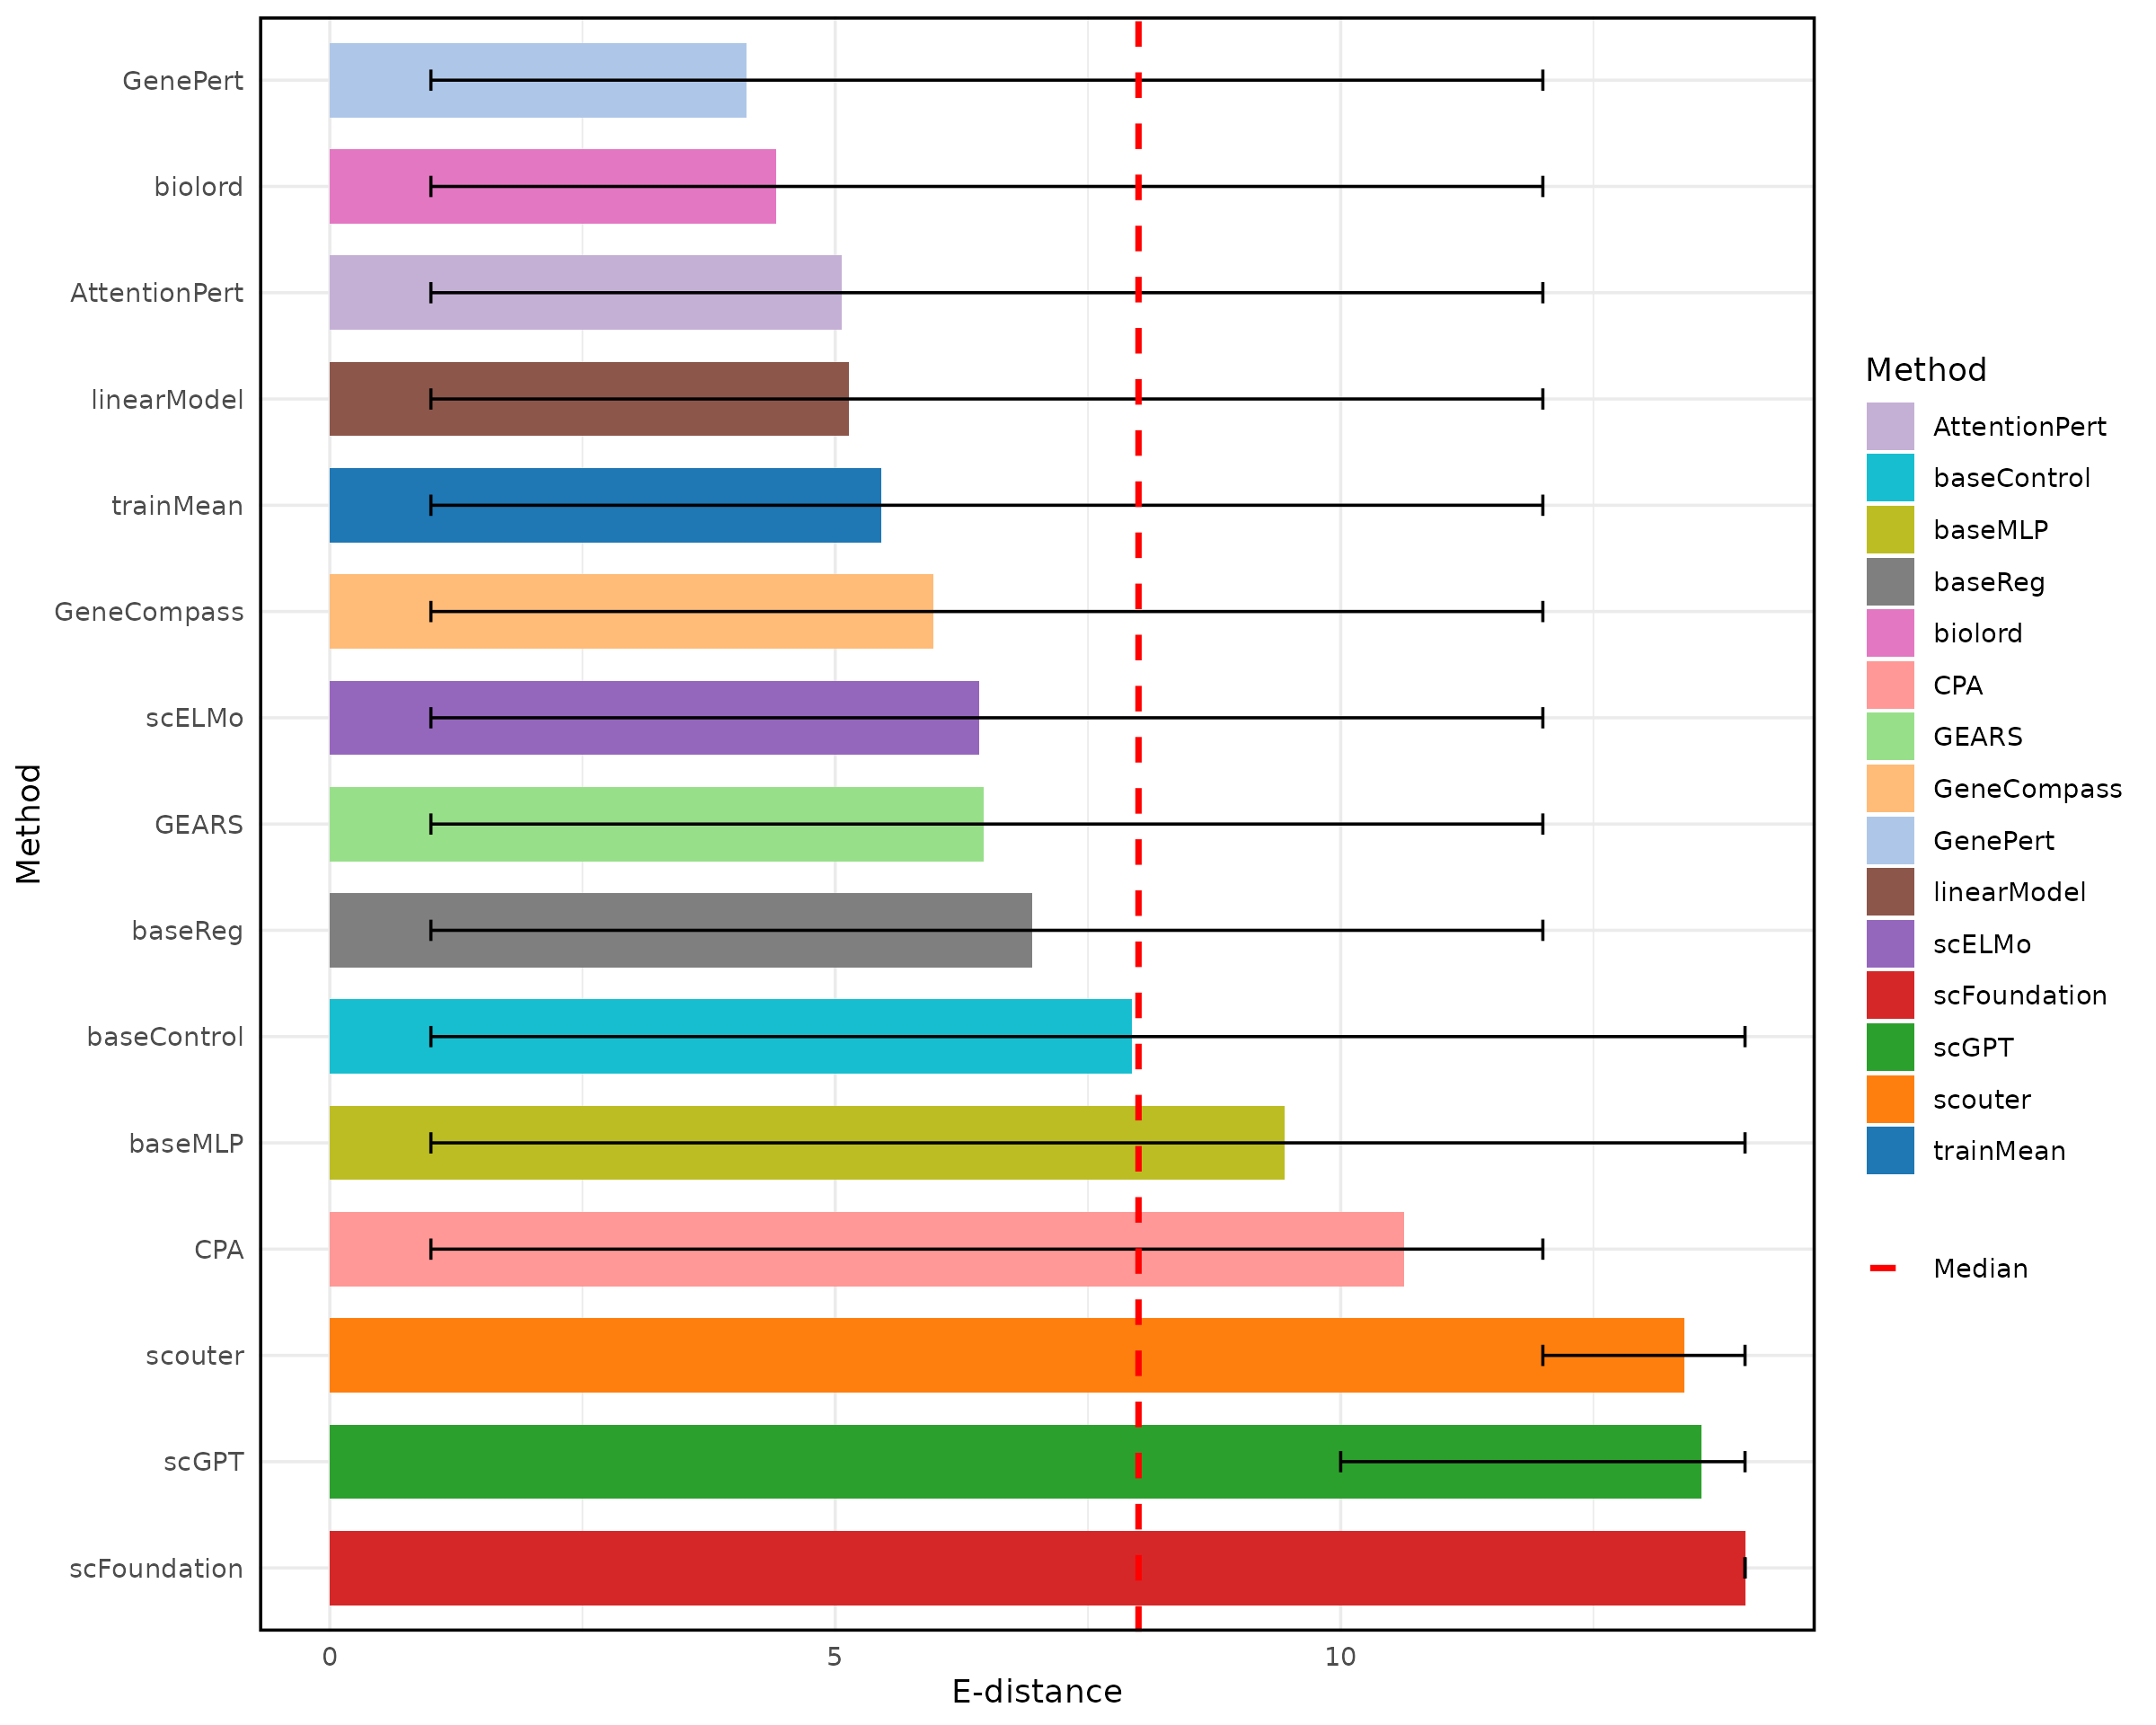 Method
GenePert
biolord
AttentionPert
linearModel
trainMean
GeneCompass
scELMo
GEARS
baseReg
baseControl
baseMLP
CPA
scouter
scGPT
scFoundation
0 5 10
E-distance
Method
AttentionPert
baseControl
baseMLP
baseReg
biolord
CPA
GEARS
GeneCompass
GenePert
linearModel
scELMo
scFoundation
scGPT
scouter
trainMean
Median